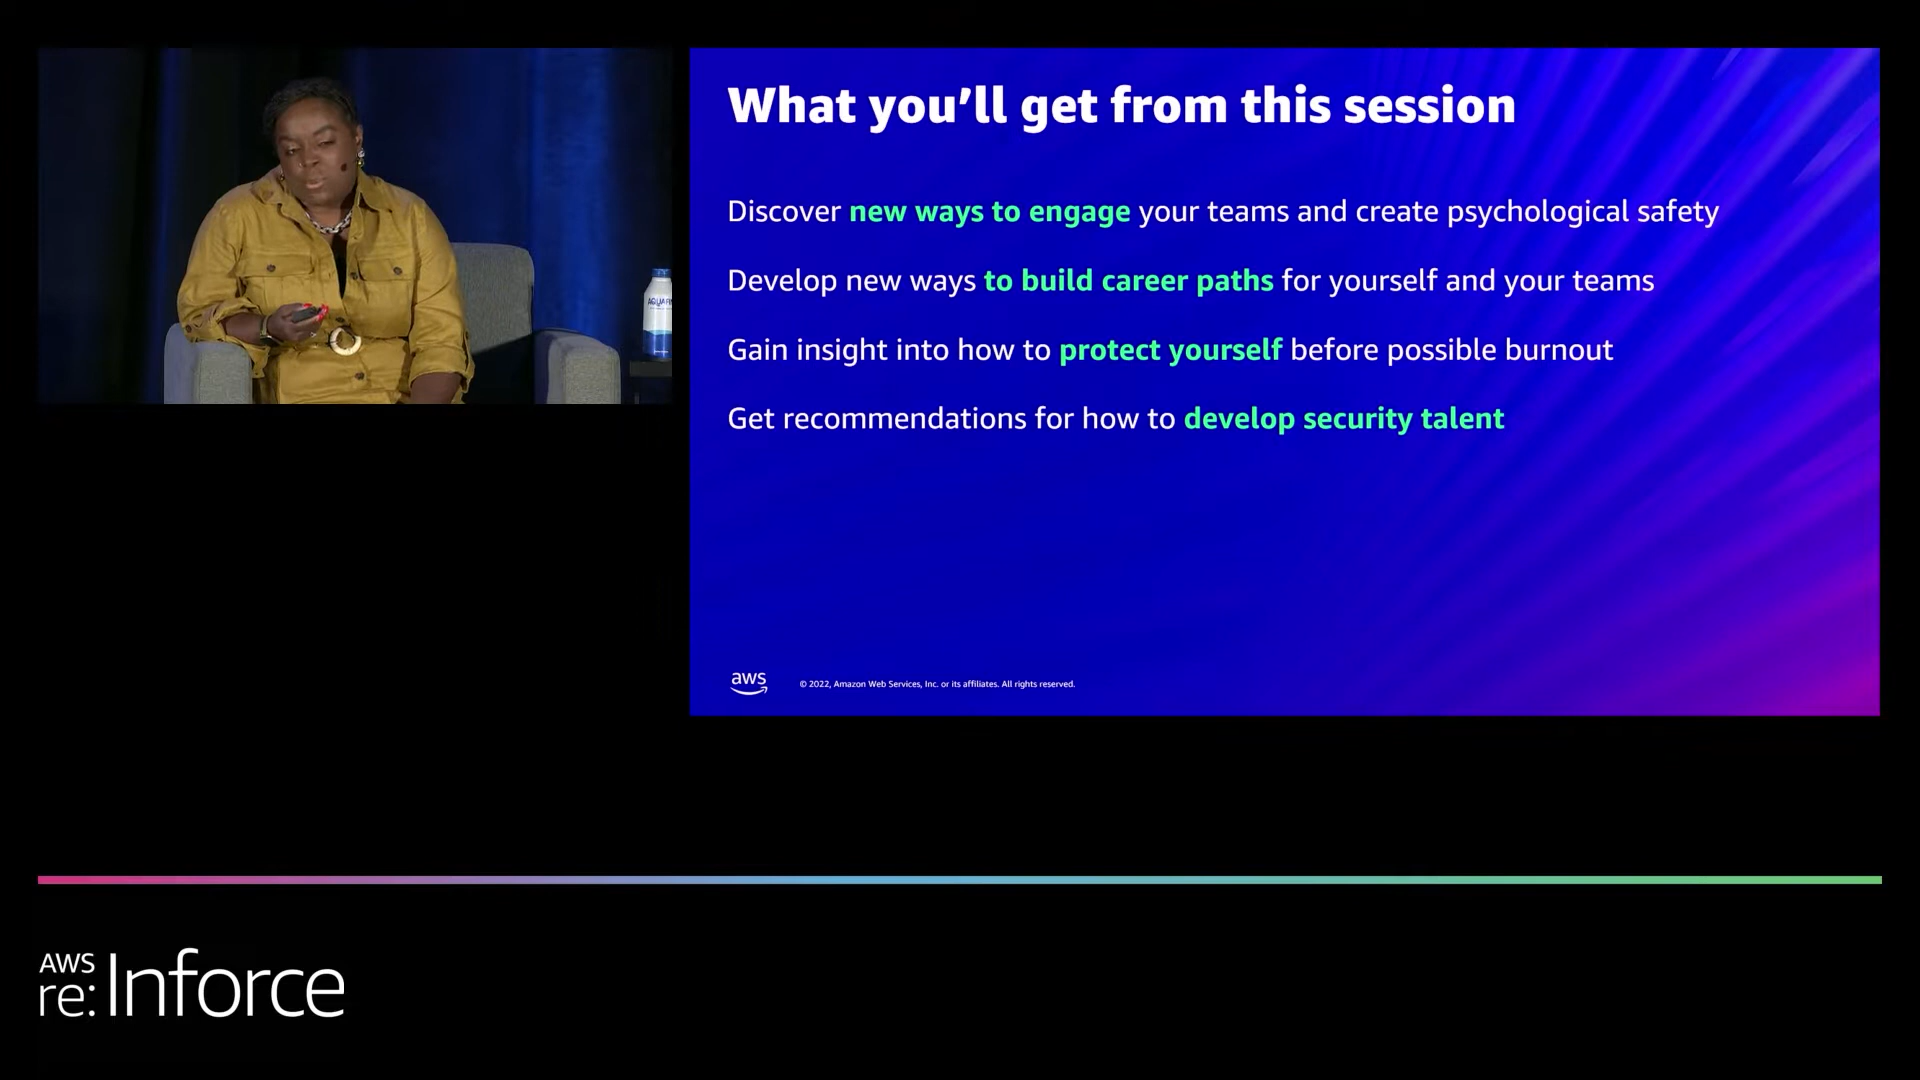 What you’ll get from this session
Discover new ways to engage your teams and create psychological safety
Develop new ways to build career paths for yourself and your teams
Gain insight into how to protect yourself before possible burnout
Get recommendations for how to develop security talent
aws
© 2022, Amazon Web Services, Inc. or its affiliates. All rights reserved.
AWS
re:Inforce